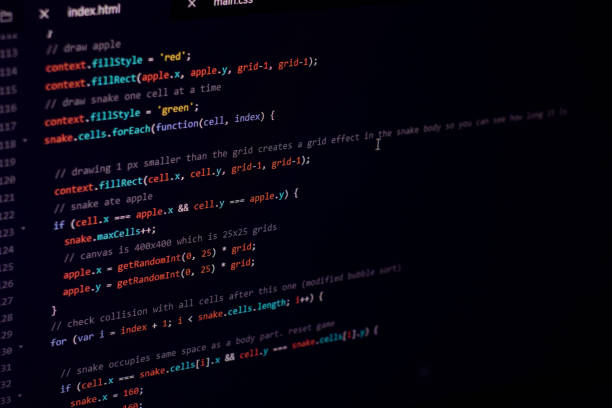 index.html
main.css
}
113 // draw apple
114 context.fillStyle = 'red';
115 context.fillRect(apple.x, apple.y, grid-1, grid-1);
116 // draw snake one cell at a time
117 context.fillStyle = 'green';
118 snake.cells.forEach(function(cell, index) {
119
120 // drawing 1 px smaller than the grid creates a grid effect in the snake body so you can see how long it is
121 context.fillRect(cell.x, cell.y, grid-1, grid-1);
122 // snake ate apple
123 if (cell.x === apple.x && cell.y === apple.y) {
124 snake.maxCells++;
125 // canvas is 400x400 which is 25x25 grids
126 apple.x = getRandomInt(0, 25) * grid;
127 apple.y = getRandomInt(0, 25) * grid;
128 }
129 // check collision with all cells after this one (modified bubble sort)
130 for (var i = index + 1; i < snake.cells.length; i++) {
31
32 // snake occupies same space as a body part. reset game
33 if (cell.x === snake.cells[i].x && cell.y === snake.cells[i].y) {
snake.x = 160;
160;